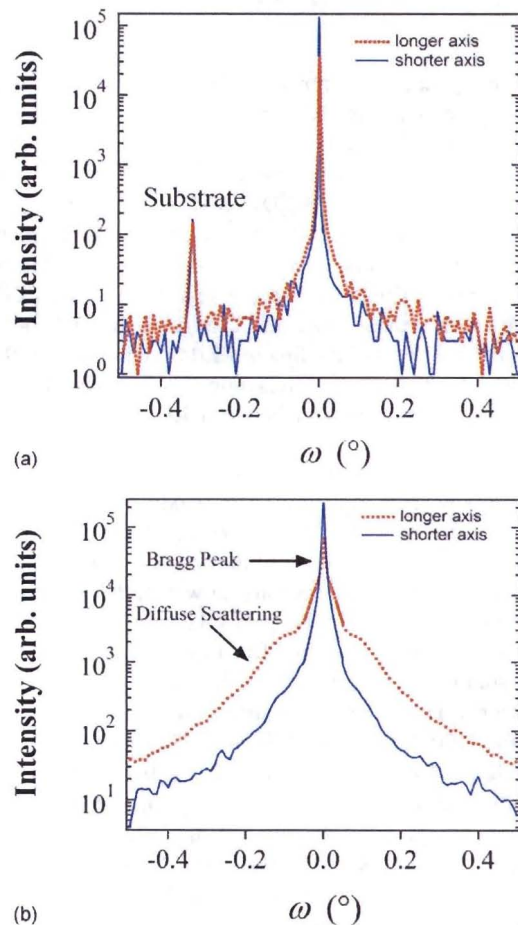 10^5
10^4
10^3
10^2
10^1
10^0
Intensity (arb. units)
longer axis
shorter axis
Substrate
-0.4 -0.2 0.0 0.2 0.4
ω (°)
(a)
10^5
10^4
10^3
10^2
10^1
Intensity (arb. units)
longer axis
shorter axis
Bragg Peak
Diffuse Scattering
-0.4 -0.2 0.0 0.2 0.4
ω (°)
(b)